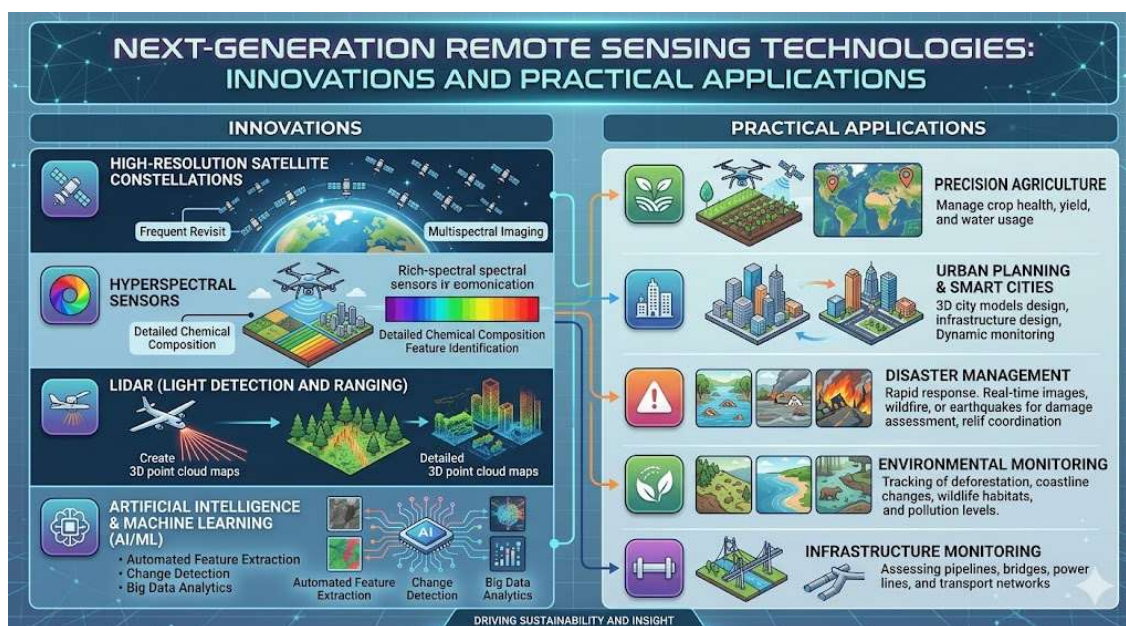 NEXT-GENERATION REMOTE SENSING TECHNOLOGIES:
INNOVATIONS AND PRACTICAL APPLICATIONS
INNOVATIONS
HIGH-RESOLUTION SATELLITE
CONSTELLATIONS
Frequent Revisit
Multispectral Imaging
HYPERSPECTRAL
SENSORS
Detailed Chemical
Composition
Rich-spectral spectral
sensors ir eomonication
Detailed Chemical Composition
Feature Identification
LIDAR (LIGHT DETECTION AND RANGING)
Create
3D point cloud maps
Detailed
3D point cloud maps
ARTIFICIAL INTELLIGENCE
& MACHINE LEARNING
(AI/ML)
• Automated Feature Extraction
• Change Detection
• Big Data Analytics
AI
Automated Feature
Extraction
Change
Detection
Big Data
Analytics
PRACTICAL APPLICATIONS
PRECISION AGRICULTURE
Manage crop health, yield,
and water usage
URBAN PLANNING
& SMART CITIES
3D city models design,
infrastructure design,
Dynamic monitoring
DISASTER MANAGEMENT
Rapid response. Real-time images,
wildfire, or earthquakes for damage
assessment, relif coordination
ENVIRONMENTAL MONITORING
Tracking of deforestation, coastline
changes, wildlife habitats,
and pollution levels.
INFRASTRUCTURE MONITORING
Assessing pipelines, bridges, power
lines, and transport networks
DRIVING SUSTAINABILITY AND INSIGHT